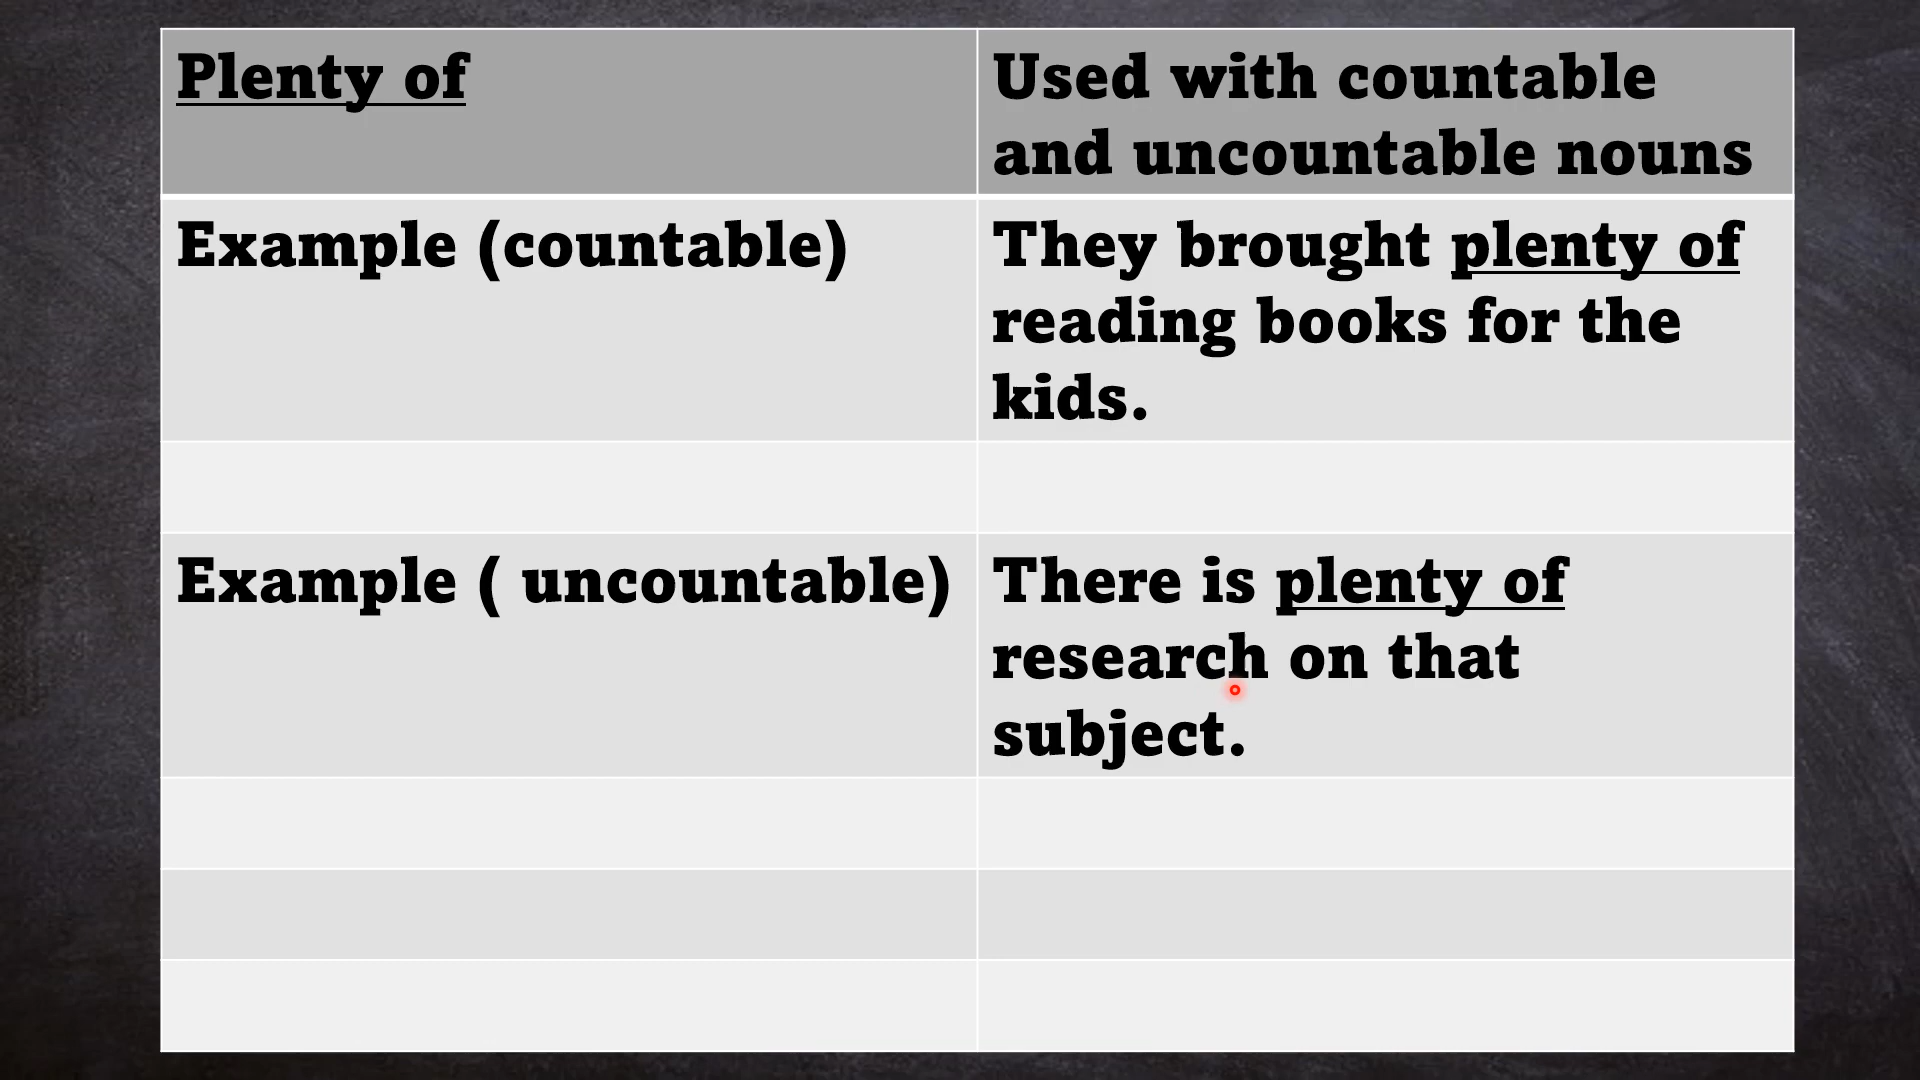 Plenty of
Used with countable
and uncountable nouns
Example (countable)
They brought plenty of
reading books for the
kids.
Example ( uncountable)
There is plenty of
research on that
subject.